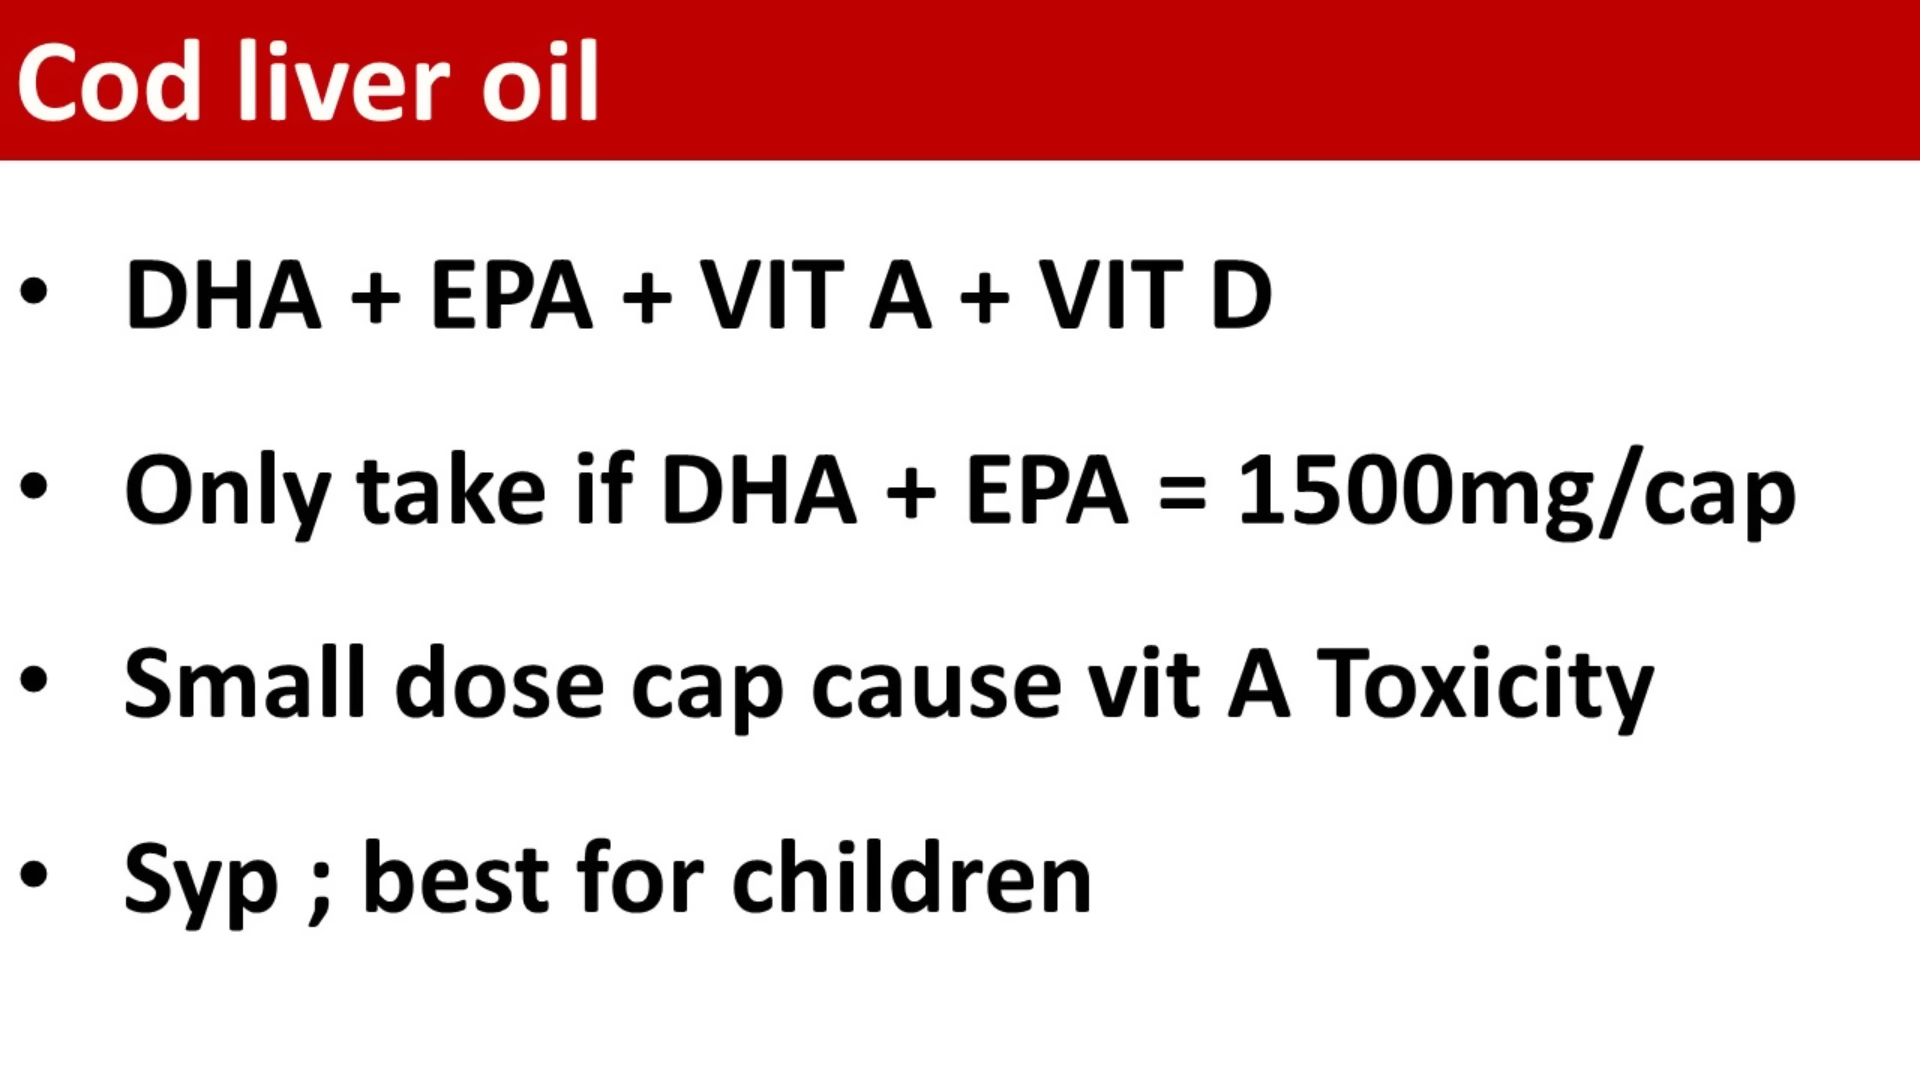 Cod liver oil
• DHA + EPA + VIT A + VIT D
• Only take if DHA + EPA = 1500mg/cap
• Small dose cap cause vit A Toxicity
• Syp ; best for children